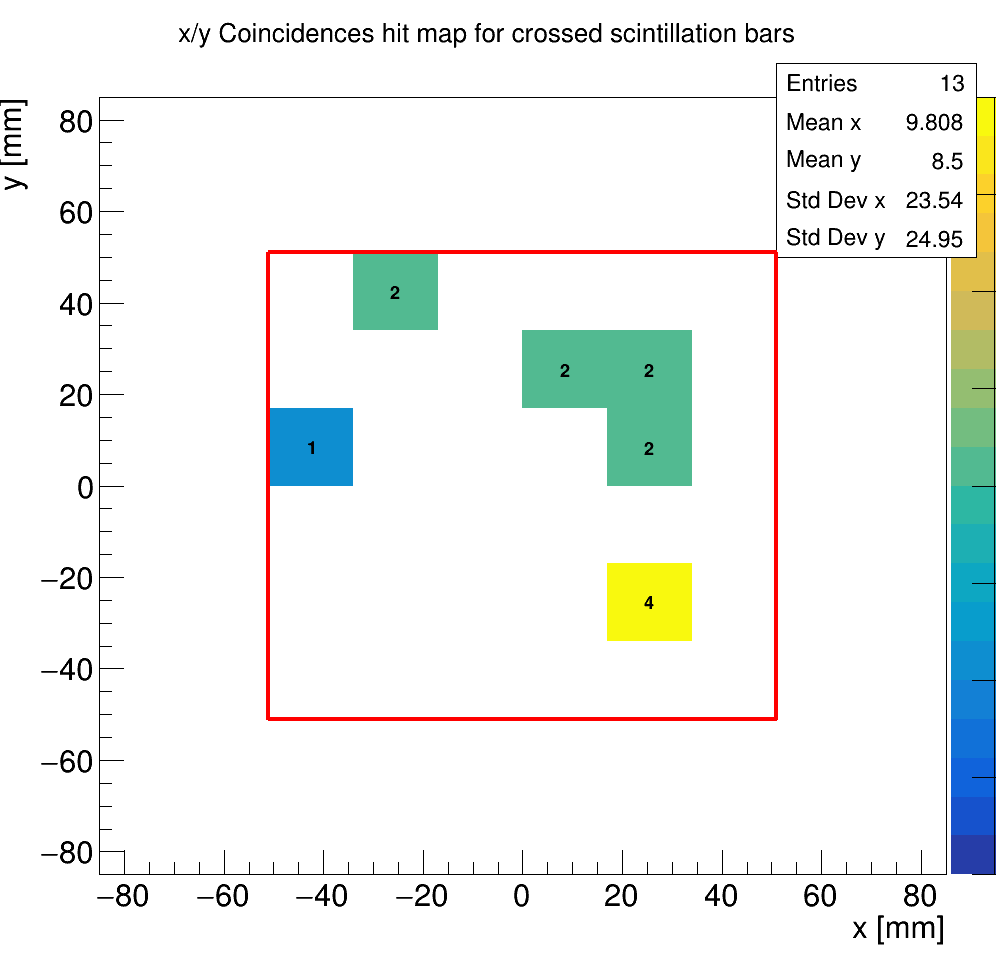 x/y Coincidences hit map for crossed scintillation bars
Entries 13
Mean x 9.808
Mean y 8.5
Std Dev x 23.54
Std Dev y 24.95
y [mm]
80
60
40
20
0
−20
−40
−60
−80
2
2 2
1 2
4
−80 −60 −40 −20 0 20 40 60 80
x [mm]